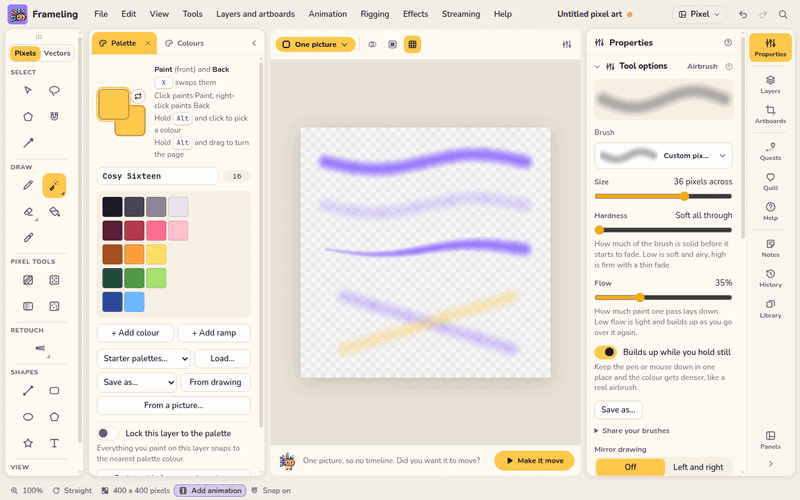 Frameling File Edit View Tools Layers and artboards Animation Rigging Effects Streaming Help Untitled pixel art Pixel
Pixels Vectors
SELECT
DRAW
PIXEL TOOLS
RETOUCH
SHAPES
VIEW
Palette Colours
Paint (front) and Back
X swaps them
Click paints Paint, right-
click paints Back
Hold Alt and click to pick
a colour
Hold Alt and drag to turn
the page
Cosy Sixteen 16
+ Add colour + Add ramp
Starter palettes... Load...
Save as... From drawing
From a picture...
Lock this layer to the palette
Everything you paint on this layer snaps to
the nearest palette colour.
One picture
One picture, so no timeline. Did you want it to move? Make it move
Properties
Tool options Airbrush
Brush
Custom pix...
Size 36 pixels across
Hardness Soft all through
How much of the brush is solid before it
starts to fade. Low is soft and airy, high
is firm with a thin fade.
Flow 35%
How much paint one pass lays down.
Low flow is light and builds up as you go
over it again.
Builds up while you hold still
Keep the pen or mouse down in one
place and the colour gets denser, like a
real airbrush.
Save as...
Share your brushes
Mirror drawing
Off Left and right
Properties
Layers
Artboards
Quests
Quill
Help
Notes
History
Library
Panels
100% Straight 400 x 400 pixels Add animation Snap on